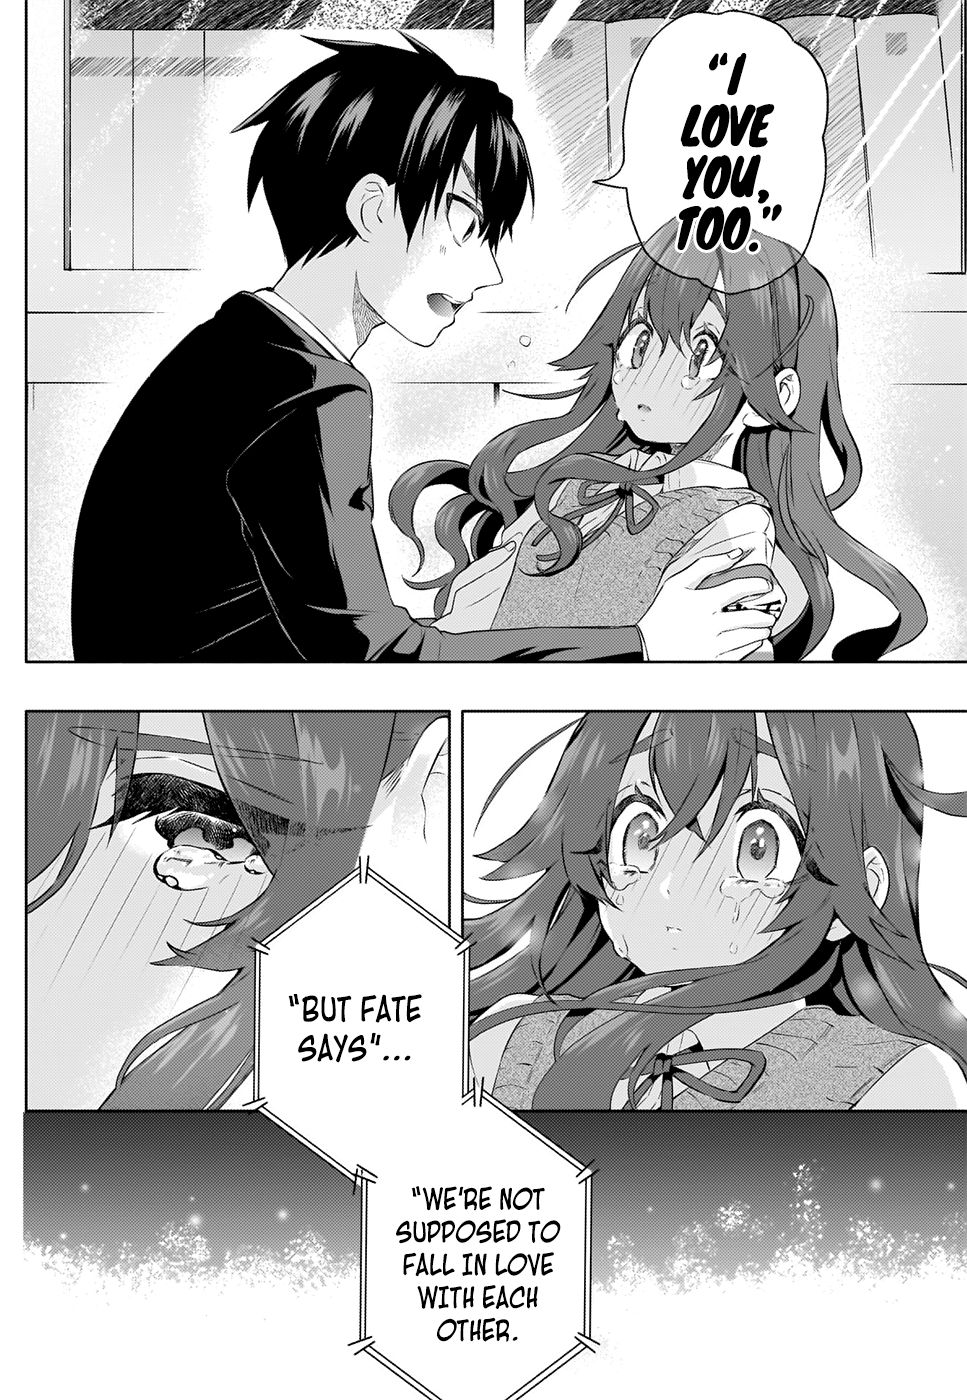 “I
LOVE
YOU,
TOO.”
"BUT FATE
SAYS"...
"WE'RE NOT
SUPPOSED TO
FALL IN LOVE
WITH EACH
OTHER.